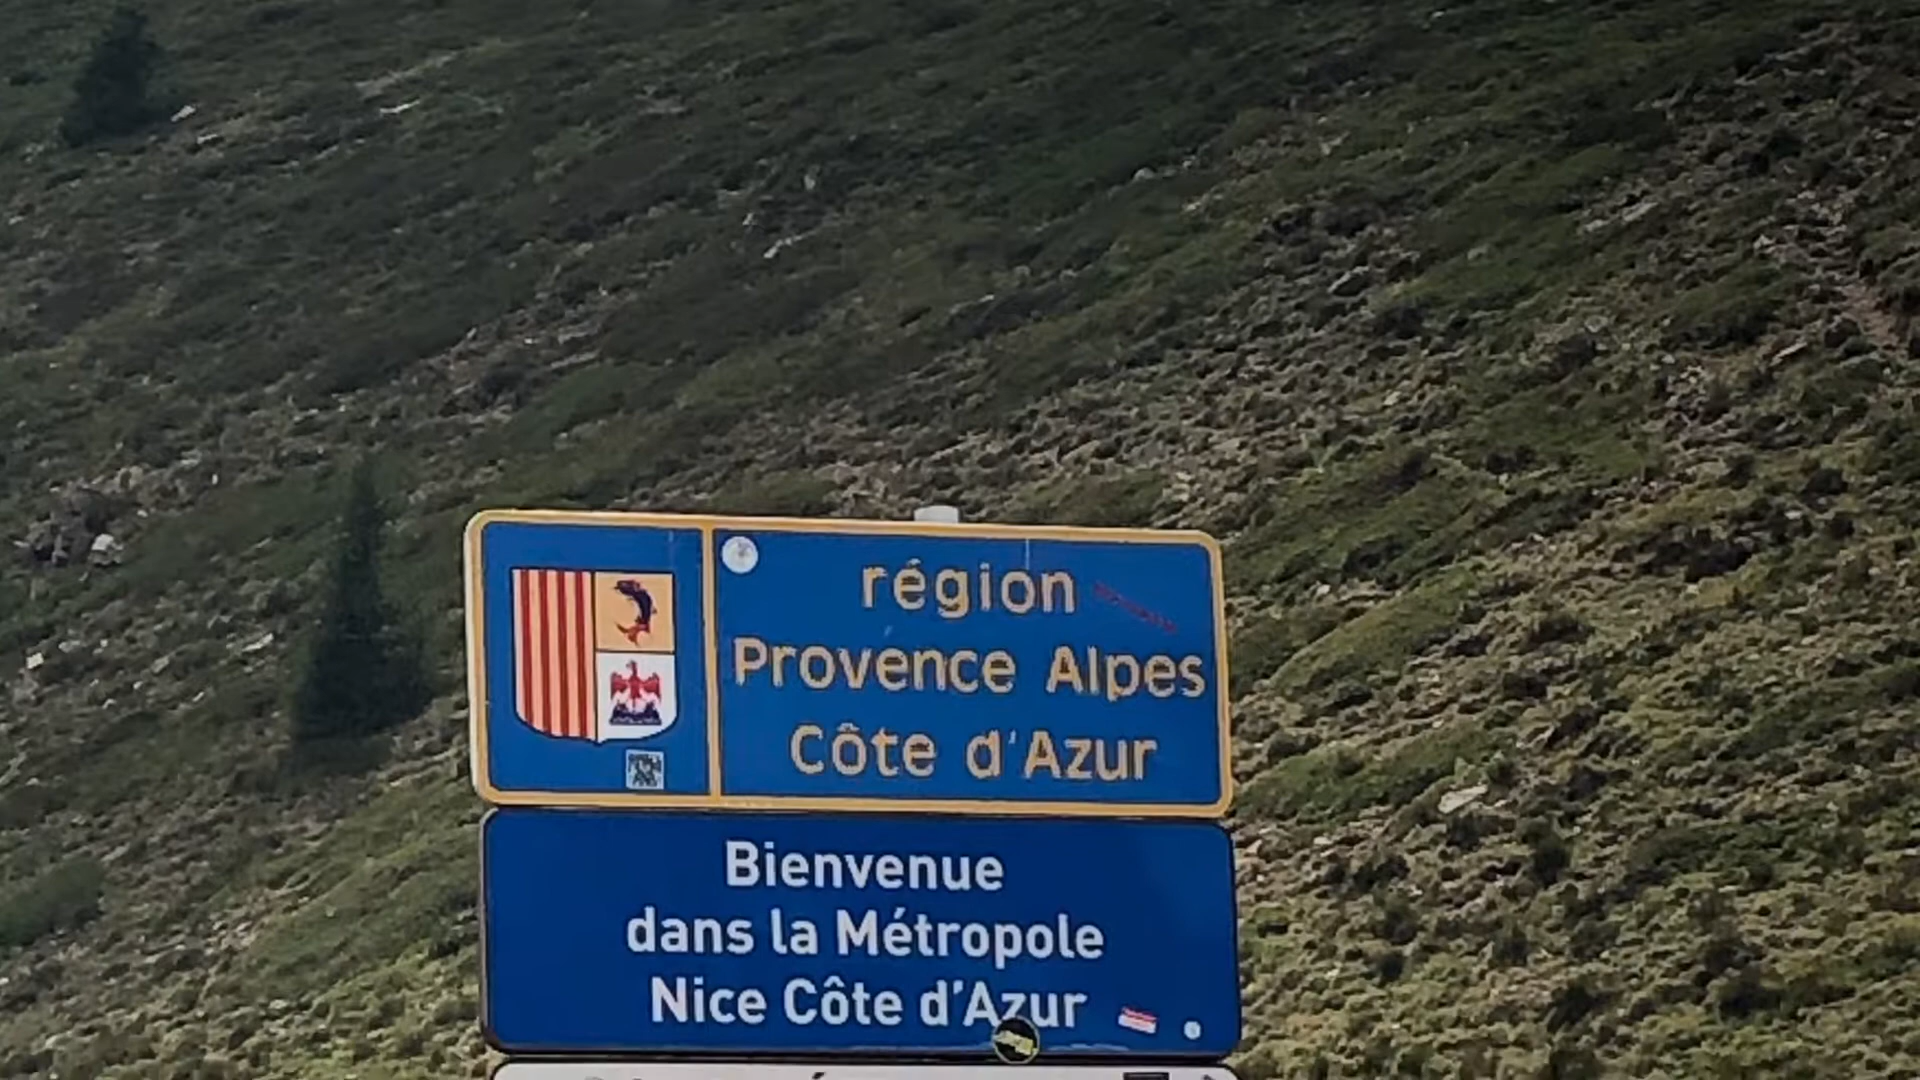 région
Provence Alpes
Côte d'Azur
Bienvenue
dans la Métropole
Nice Côte d'Azur